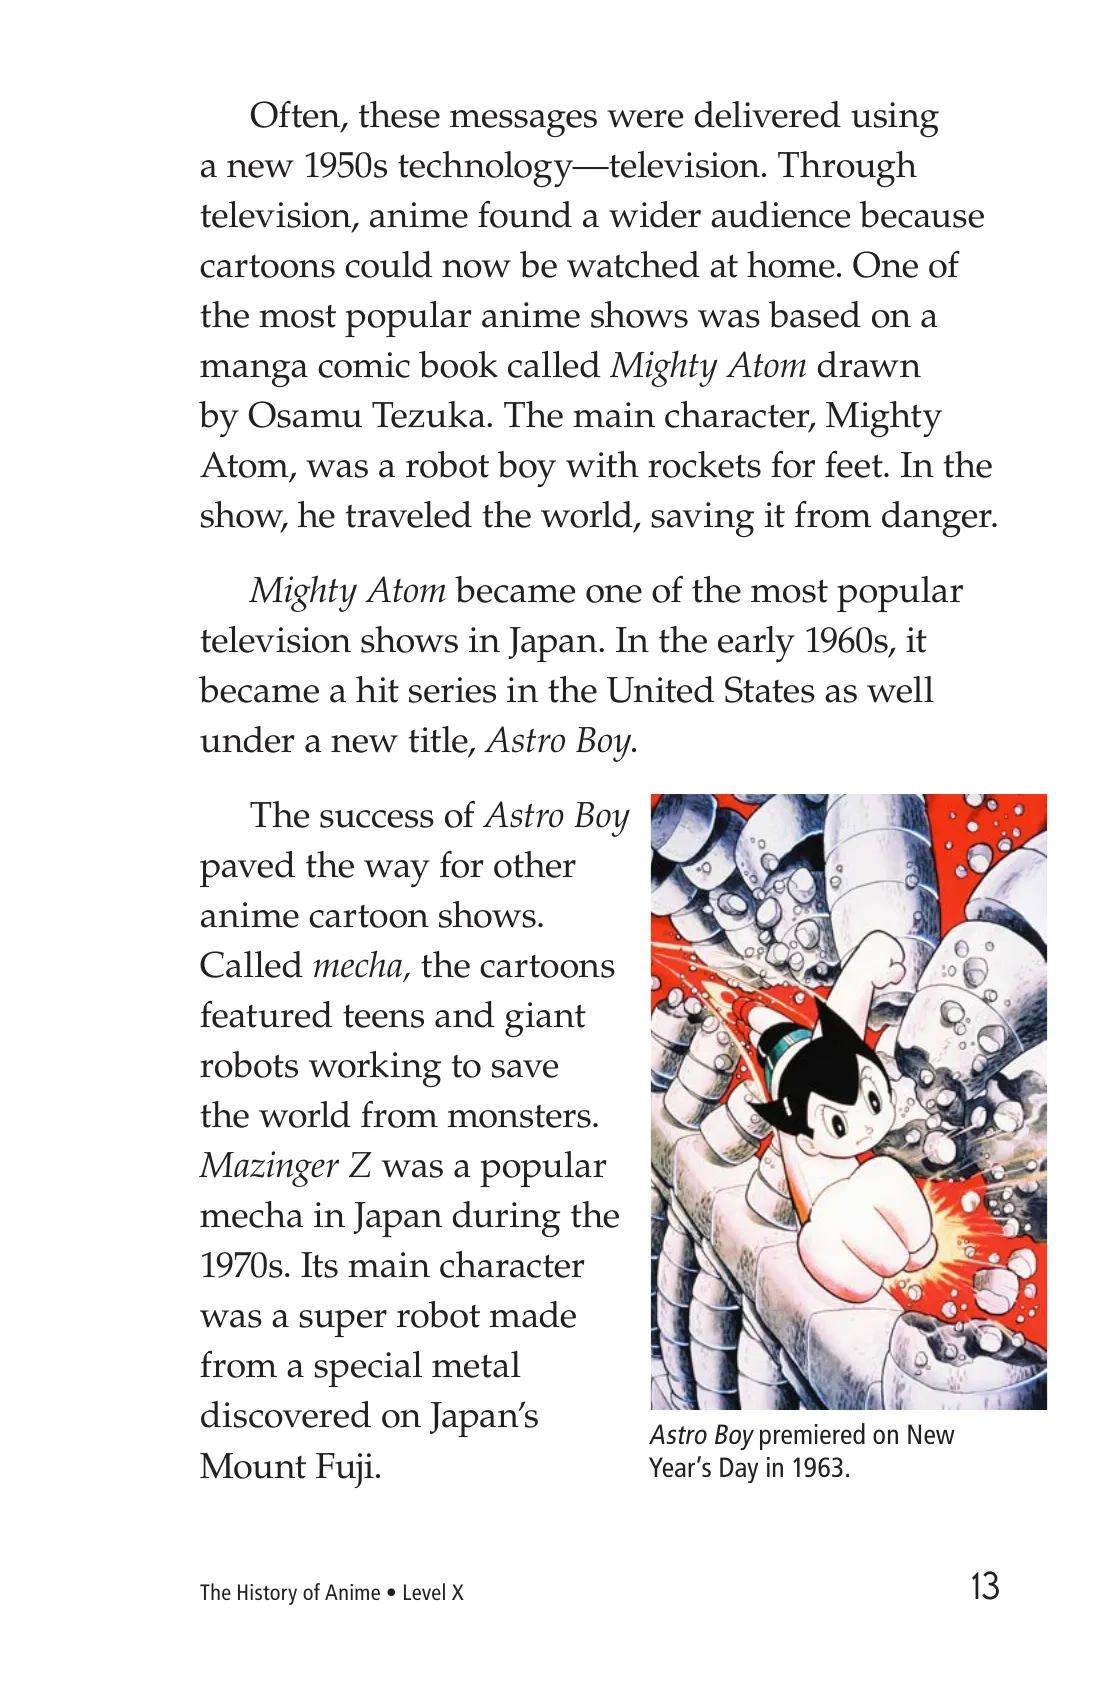 Often, these messages were delivered using
a new 1950s technology—television. Through
television, anime found a wider audience because
cartoons could now be watched at home. One of
the most popular anime shows was based on a
manga comic book called Mighty Atom drawn
by Osamu Tezuka. The main character, Mighty
Atom, was a robot boy with rockets for feet. In the
show, he traveled the world, saving it from danger.
Mighty Atom became one of the most popular
television shows in Japan. In the early 1960s, it
became a hit series in the United States as well
under a new title, Astro Boy.
The success of Astro Boy
paved the way for other
anime cartoon shows.
Called mecha, the cartoons
featured teens and giant
robots working to save
the world from monsters.
Mazinger Z was a popular
mecha in Japan during the
1970s. Its main character
was a super robot made
from a special metal
discovered on Japan’s
Mount Fuji.
Astro Boy premiered on New
Year’s Day in 1963.
The History of Anime • Level X
13